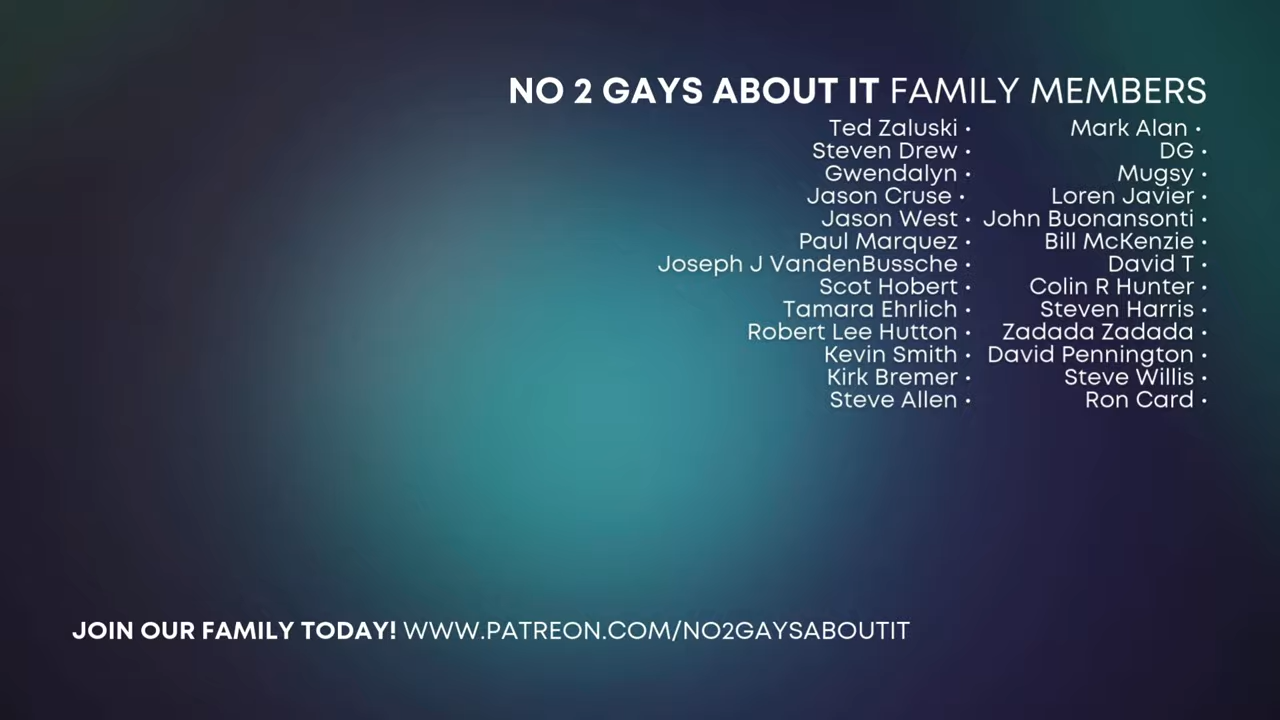 NO 2 GAYS ABOUT IT FAMILY MEMBERS
Ted Zaluski • Mark Alan •
Steven Drew • DG •
Gwendalyn • Mugsy •
Jason Cruse • Loren Javier •
Jason West • John Buonansonti •
Paul Marquez • Bill McKenzie •
Joseph J VandenBussche • David T •
Scot Hobert • Colin R Hunter •
Tamara Ehrlich • Steven Harris •
Robert Lee Hutton • Zadada Zadada •
Kevin Smith • David Pennington •
Kirk Bremer • Steve Willis •
Steve Allen • Ron Card •
JOIN OUR FAMILY TODAY! WWW.PATREON.COM/NO2GAYSABOUTIT